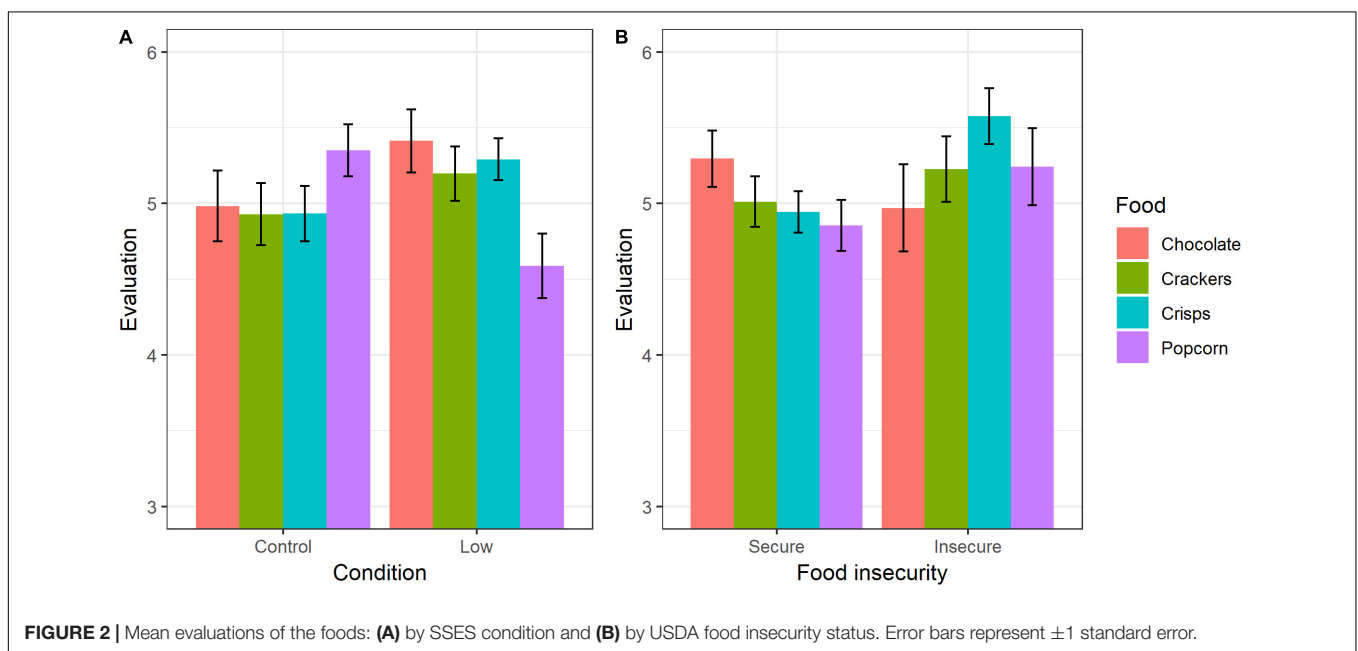 A
B
6
5
4
3
Evaluation
Control
Low
Condition
6
5
4
3
Evaluation
Secure
Insecure
Food insecurity
Food
Chocolate
Crackers
Crisps
Popcorn
FIGURE 2 | Mean evaluations of the foods: (A) by SSES condition and (B) by USDA food insecurity status. Error bars represent ±1 standard error.